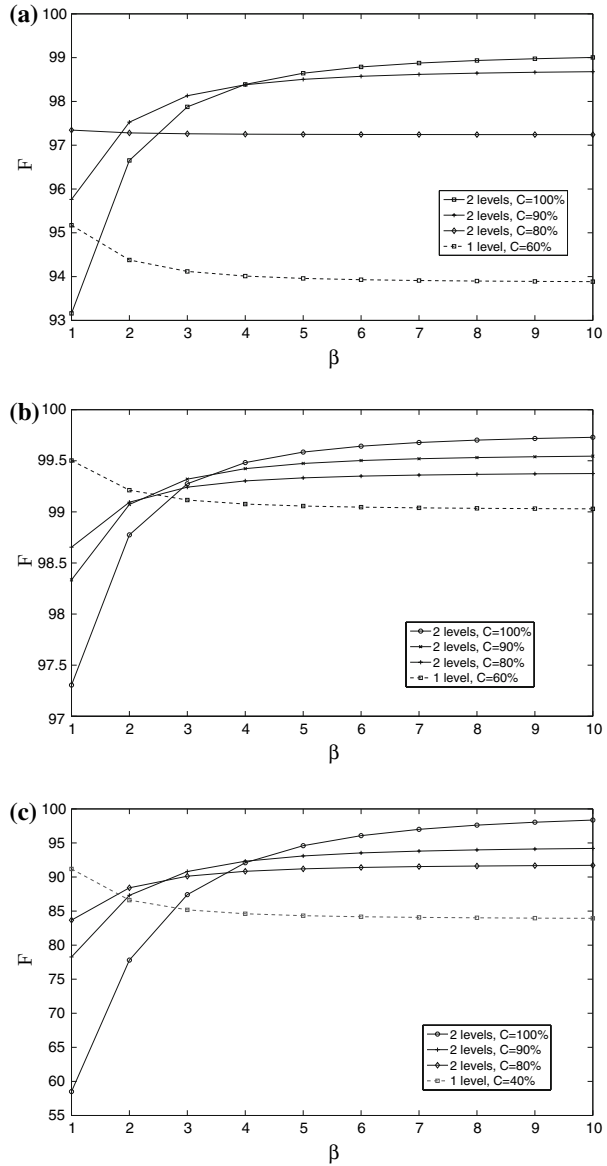 (a)
100
99
98
97
96
95
94
93
F
1 2 3 4 5 6 7 8 9 10
β
2 levels, C=100%
2 levels, C=90%
2 levels, C=80%
1 level, C=60%
(b)
100
99.5
99
98.5
98
97.5
97
F
1 2 3 4 5 6 7 8 9 10
β
2 levels, C=100%
2 levels, C=90%
2 levels, C=80%
1 level, C=60%
(c)
100
95
90
85
80
75
70
65
60
55
F
1 2 3 4 5 6 7 8 9 10
β
2 levels, C=100%
2 levels, C=90%
2 levels, C=80%
1 level, C=40%